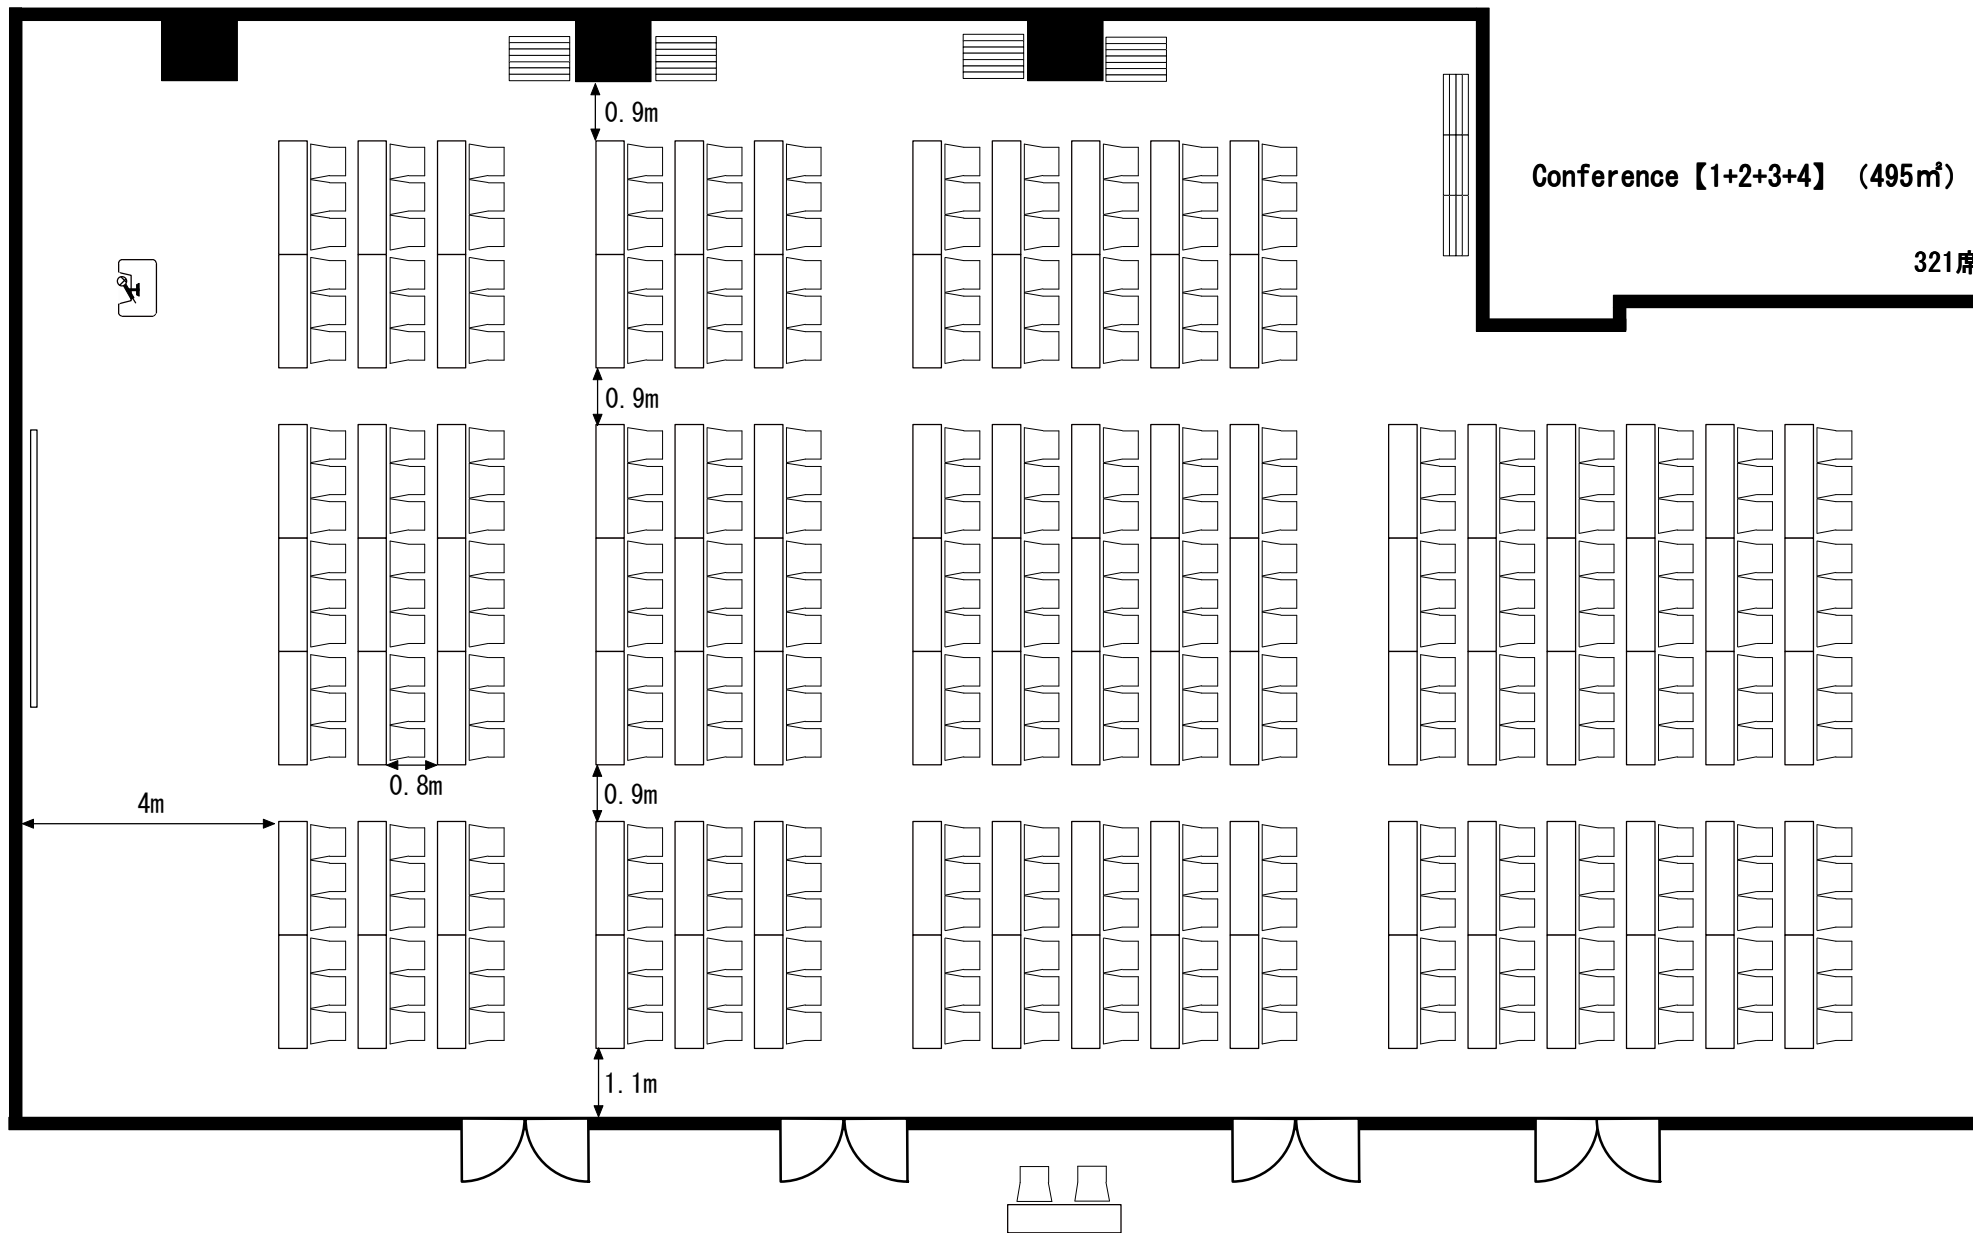 0.9m
Conference【1+2+3+4】 （495㎡）
321席
0.9m
0.8m
4m
0.9m
1.1m